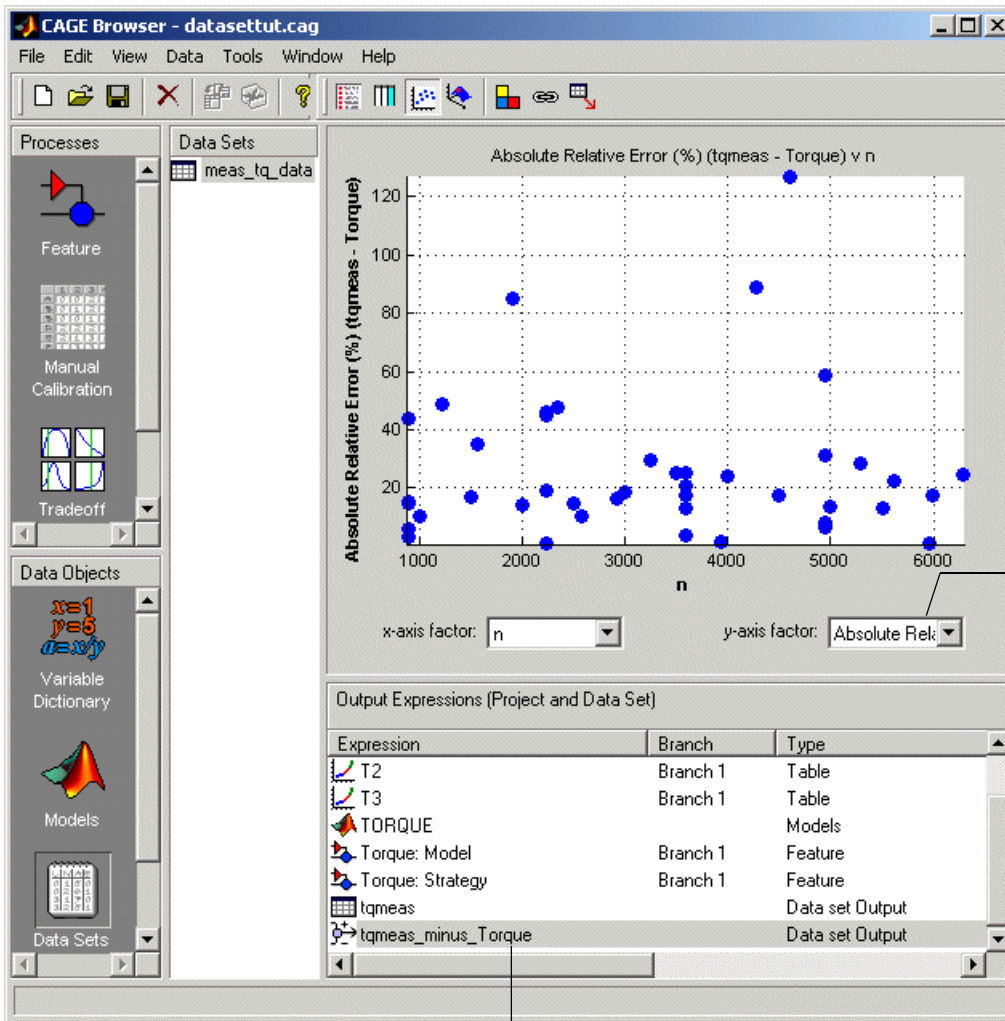 CAGE Browser - datasettut.cag
File Edit View Data Tools Window Help
Processes
Feature
Manual
Calibration
Tradeoff
Data Objects
x=1
y=5
a=x/y
Variable
Dictionary
Models
Data Sets
Data Sets
meas_tq_data
Absolute Relative Error (%) (tqmeas - Torque) v n
Absolute Relative Error (%) (tqmeas - Torque)
120
100
80
60
40
20
1000 2000 3000 4000 5000 6000
n
x-axis factor: n
y-axis factor: Absolute Rela
Output Expressions (Project and Data Set)
Expression Branch Type
T2 Branch 1 Table
T3 Branch 1 Table
TORQUE Models
Torque: Model Branch 1 Feature
Torque: Strategy Branch 1 Feature
tqmeas Data set Output
tqmeas_minus_Torque Data set Output